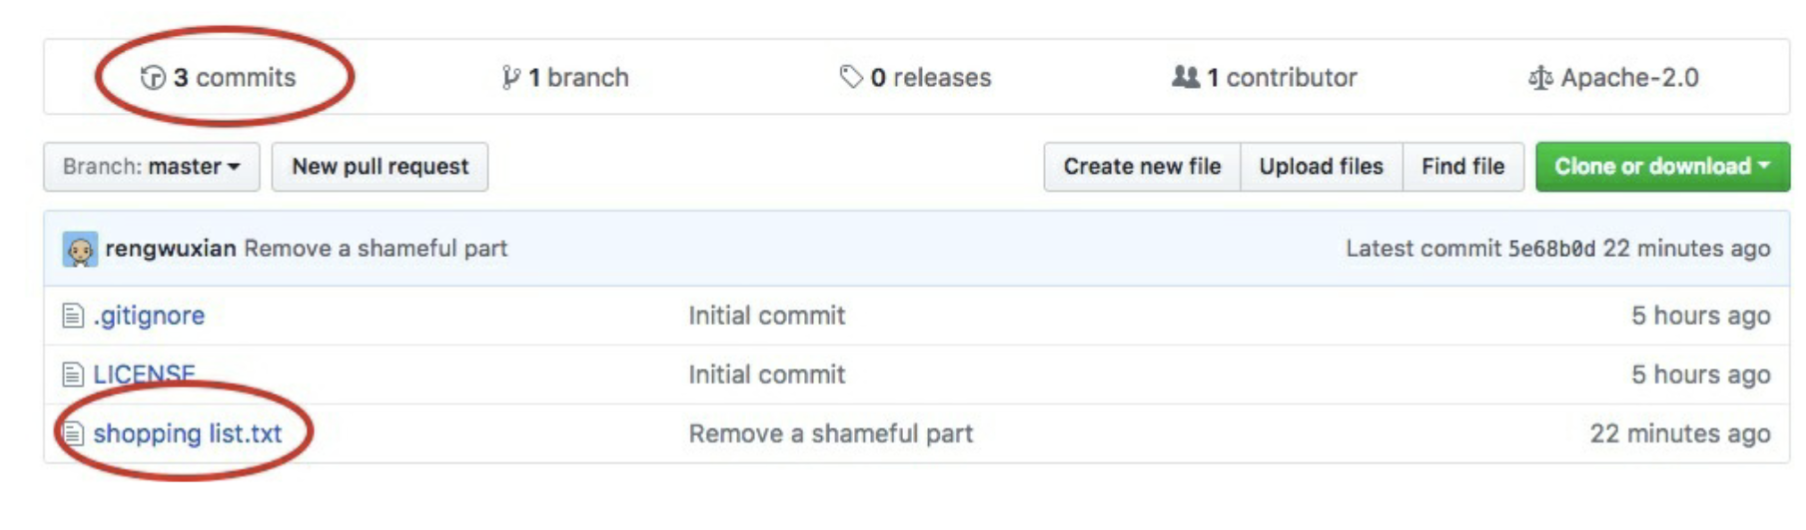 3 commits 1 branch 0 releases 1 contributor Apache-2.0
Branch: master New pull request Create new file Upload files Find file Clone or download
rengwuxian Remove a shameful part Latest commit 5e68b0d 22 minutes ago
.gitignore Initial commit 5 hours ago
LICENSE Initial commit 5 hours ago
shopping list.txt Remove a shameful part 22 minutes ago